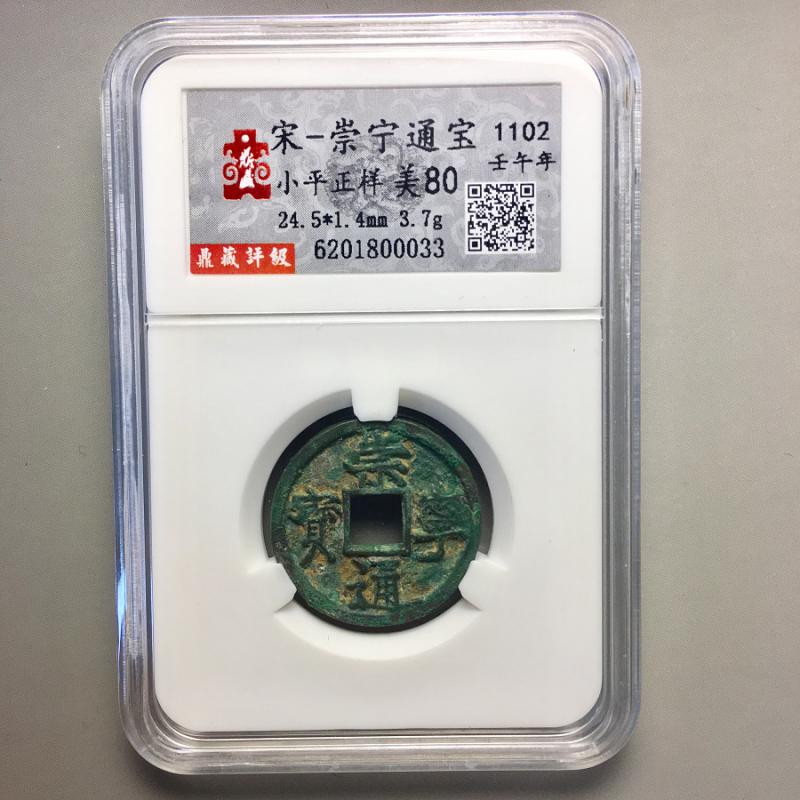 宋-崇宁通宝 1102
壬午年
小平正样 美80
24.5*1.4mm 3.7g
鼎藏評級 6201800033
崇寧通寳